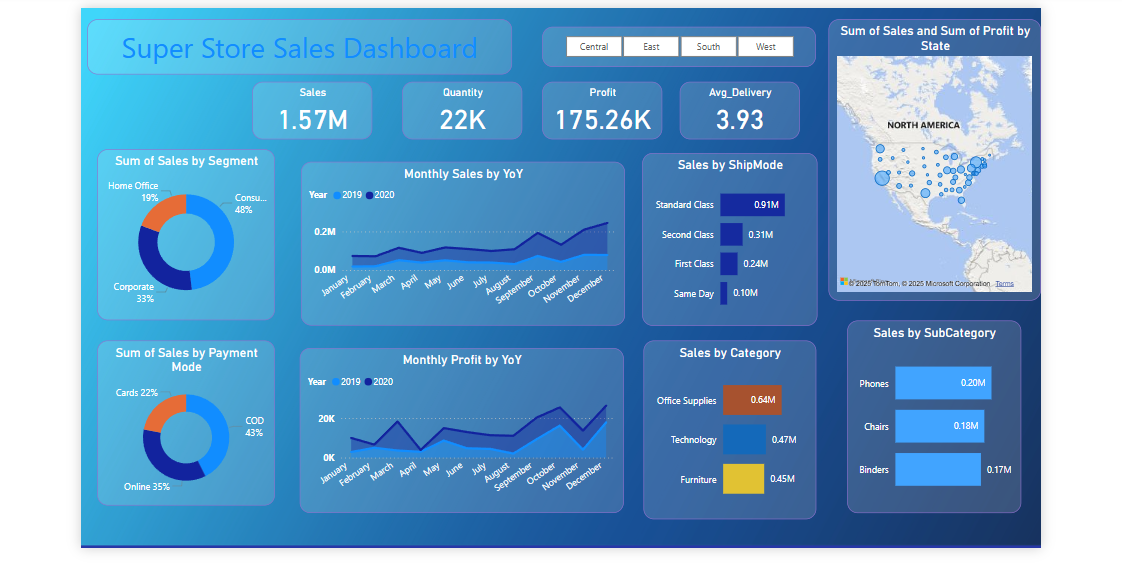 Super Store Sales Dashboard
Central
East
South
West
Sum of Sales and Sum of Profit by
State
NORTH AMERICA
© 2025 TomTom, © 2025 Microsoft Corporation Terms
Sales
1.57M
Quantity
22K
Profit
175.26K
Avg_Delivery
3.93
Sum of Sales by Segment
Home Office
19%
Consu...
48%
Corporate
33%
Monthly Sales by YoY
Year 2019 2020
0.2M
0.0M
January
February
March
April
May
June
July
August
September
October
November
December
Sales by ShipMode
Standard Class 0.91M
Second Class 0.31M
First Class 0.24M
Same Day 0.10M
Sum of Sales by Payment
Mode
Cards 22%
COD
43%
Online 35%
Monthly Profit by YoY
Year 2019 2020
20K
0K
January
February
March
April
May
June
July
August
September
October
November
December
Sales by Category
Office Supplies 0.64M
Technology 0.47M
Furniture 0.45M
Sales by SubCategory
Phones 0.20M
Chairs 0.18M
Binders 0.17M